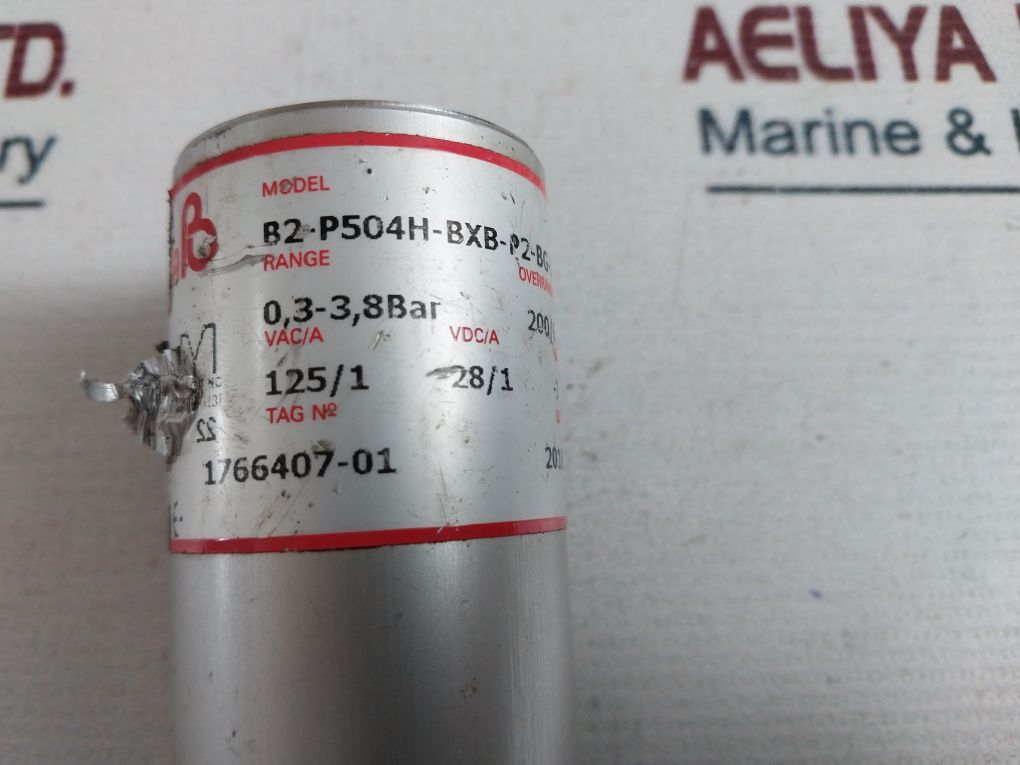 TD.
AELIYA
ry
Marine &
MODEL
B2-P504H-BXB-P2-BG-
RANGE
0,3-3,8Bar
VAC/A VDC/A
125/1 28/1
TAG Nº
22
1766407-01